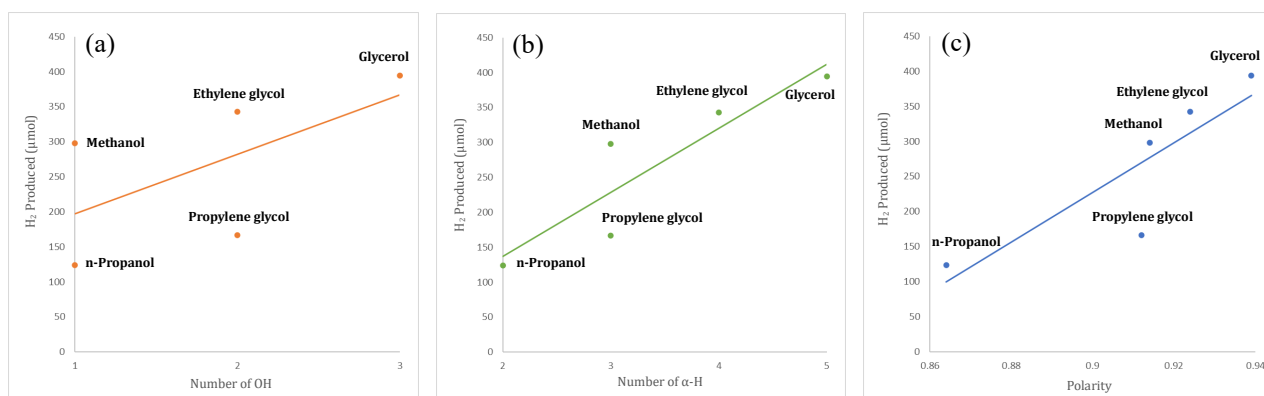 (a)
H₂ Produced (µmol)
450
400
350
300
250
200
150
100
50
0
Glycerol
Ethylene glycol
Methanol
Propylene glycol
n-Propanol
1
2
3
Number of OH
(b)
H₂ Produced (µmol)
450
400
350
300
250
200
150
100
50
0
Ethylene glycol
Glycerol
Methanol
Propylene glycol
n-Propanol
2
3
4
5
Number of α-H
(c)
H₂ Produced (µmol)
450
400
350
300
250
200
150
100
50
0
Glycerol
Ethylene glycol
Methanol
Propylene glycol
n-Propanol
0.86
0.88
0.9
0.92
0.94
Polarity